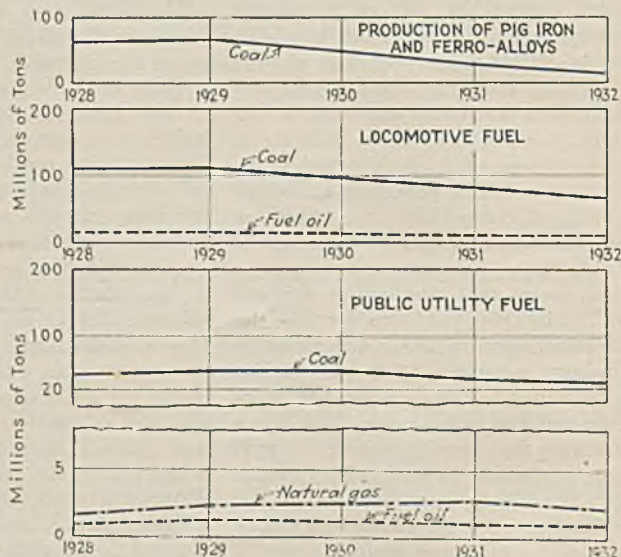 Millions of Tons
100
0
PRODUCTION OF PIG IRON
AND FERRO-ALLOYS
Coal
1928 1929 1930 1931 1932
200
100
0
LOCOMOTIVE FUEL
Coal
Fuel oil
1928 1929 1930 1931 1932
Millions of Tons
200
100
20
PUBLIC UTILITY FUEL
Coal
5
0
Natural gas
Fuel oil
1928 1929 1930 1931 1932